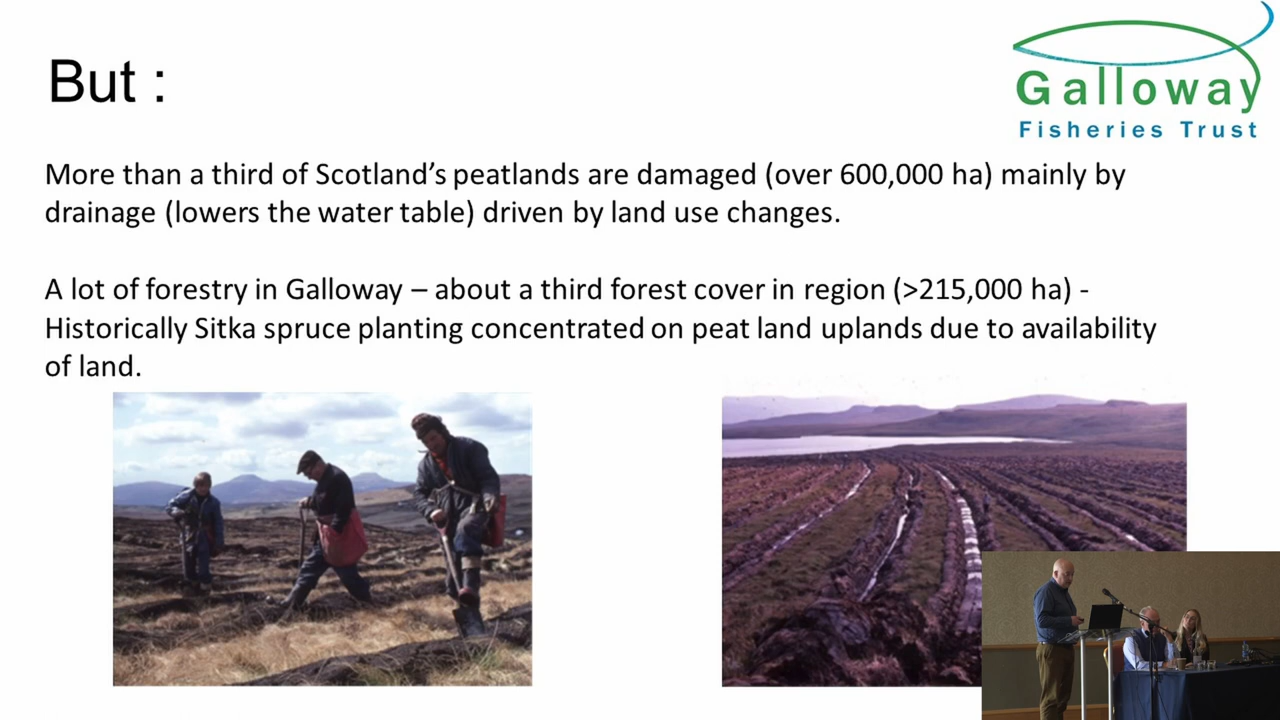 But :
Galloway
Fisheries Trust
More than a third of Scotland’s peatlands are damaged (over 600,000 ha) mainly by
drainage (lowers the water table) driven by land use changes.
A lot of forestry in Galloway – about a third forest cover in region (>215,000 ha) -
Historically Sitka spruce planting concentrated on peat land uplands due to availability
of land.